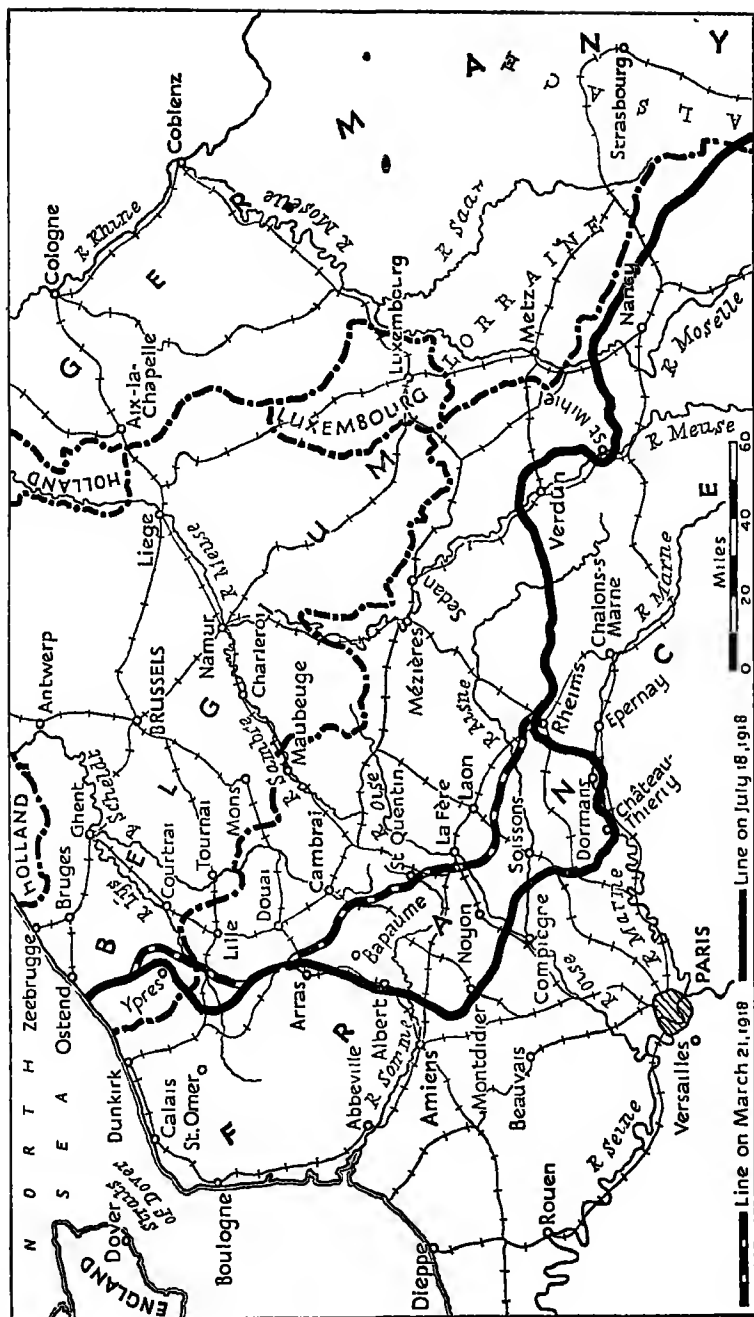 NORTH
SEA
ENGLAND
Dover
Straits
of Dover
Zeebrugge
Ostend
Bruges
HOLLAND
Antwerp
Ghent
R Scheldt
R Lys
BELGIUM
BRUSSELS
Dunkirk
Calais
St. Omer
Boulogne
Ypres
Courtrai
Tournai
Mons
Lille
Douai
Liege
HOLLAND
Aix-la-
Chapelle
Cologne
R Rhine
Coblenz
GERMANY
R Moselle
Namur
R Meuse
Charleroi
R Sambre
Maubeuge
Cambrai
Arras
Bapaume
Albert
Abbeville
R Somme
Amiens
Dieppe
Rouen
Montdidier
Beauvais
R Seine
Versailles
PARIS
FRANCE
St Quentin
R Oise
La Fère
Laon
Noyon
Compiègne
R Oise
Soissons
R Aisne
Mézières
Sedan
LUXEMBOURG
Luxembourg
R Saar
LORRAINE
Metz
ALSACE
Strasbourg
Nancy
R Moselle
St Mihiel
R Meuse
Verdun
Rheims
Chalons-s
Marne
Epernay
R Marne
Dormans
Château-
Thierry
R Marne
Miles
0 20 40 60
Line on March 21, 1918
Line on July 18, 1918